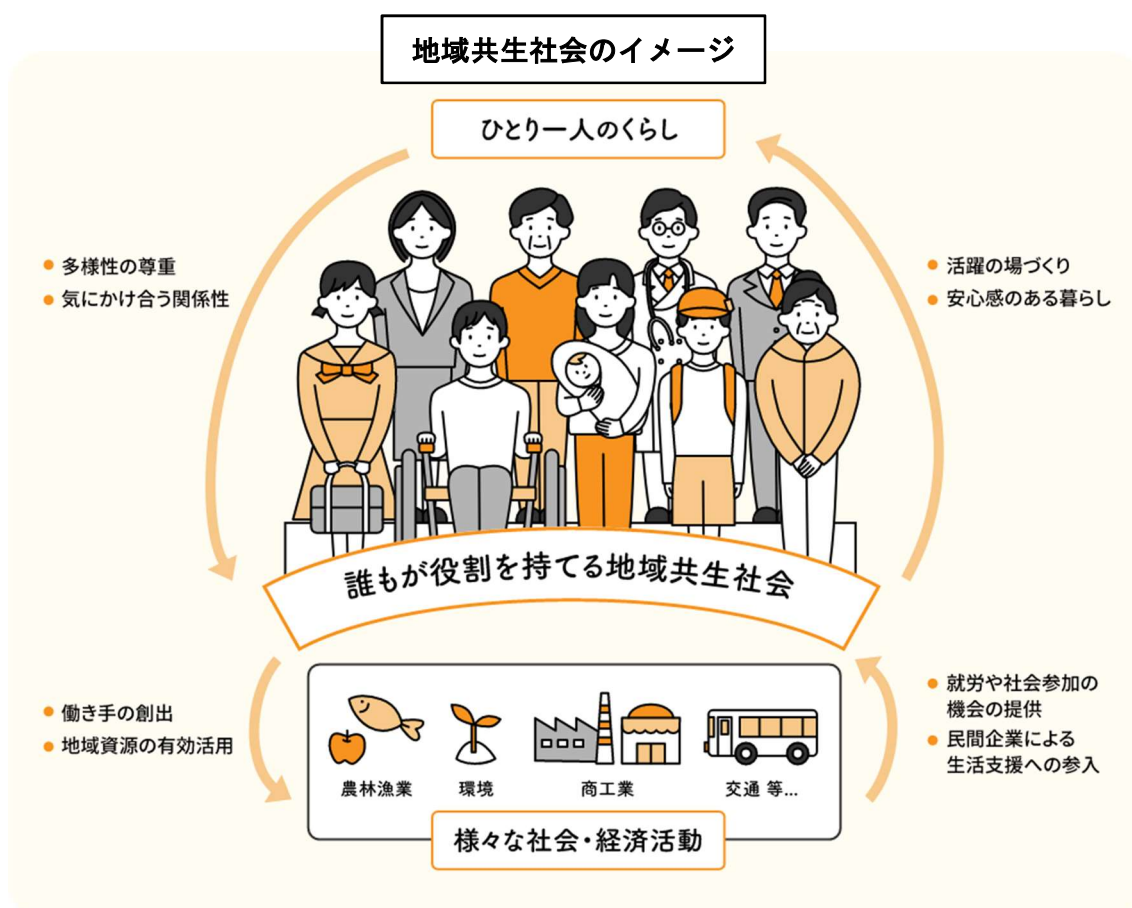 地域共生社会のイメージ
ひとり一人のくらし
多様性の尊重
気にかけ合う関係性
活躍の場づくり
安心感のある暮らし
誰もが役割を持てる地域共生社会
働き手の創出
地域資源の有効活用
就労や社会参加の
機会の提供
民間企業による
生活支援への参入
農林漁業
環境
商工業
交通 等...
様々な社会・経済活動